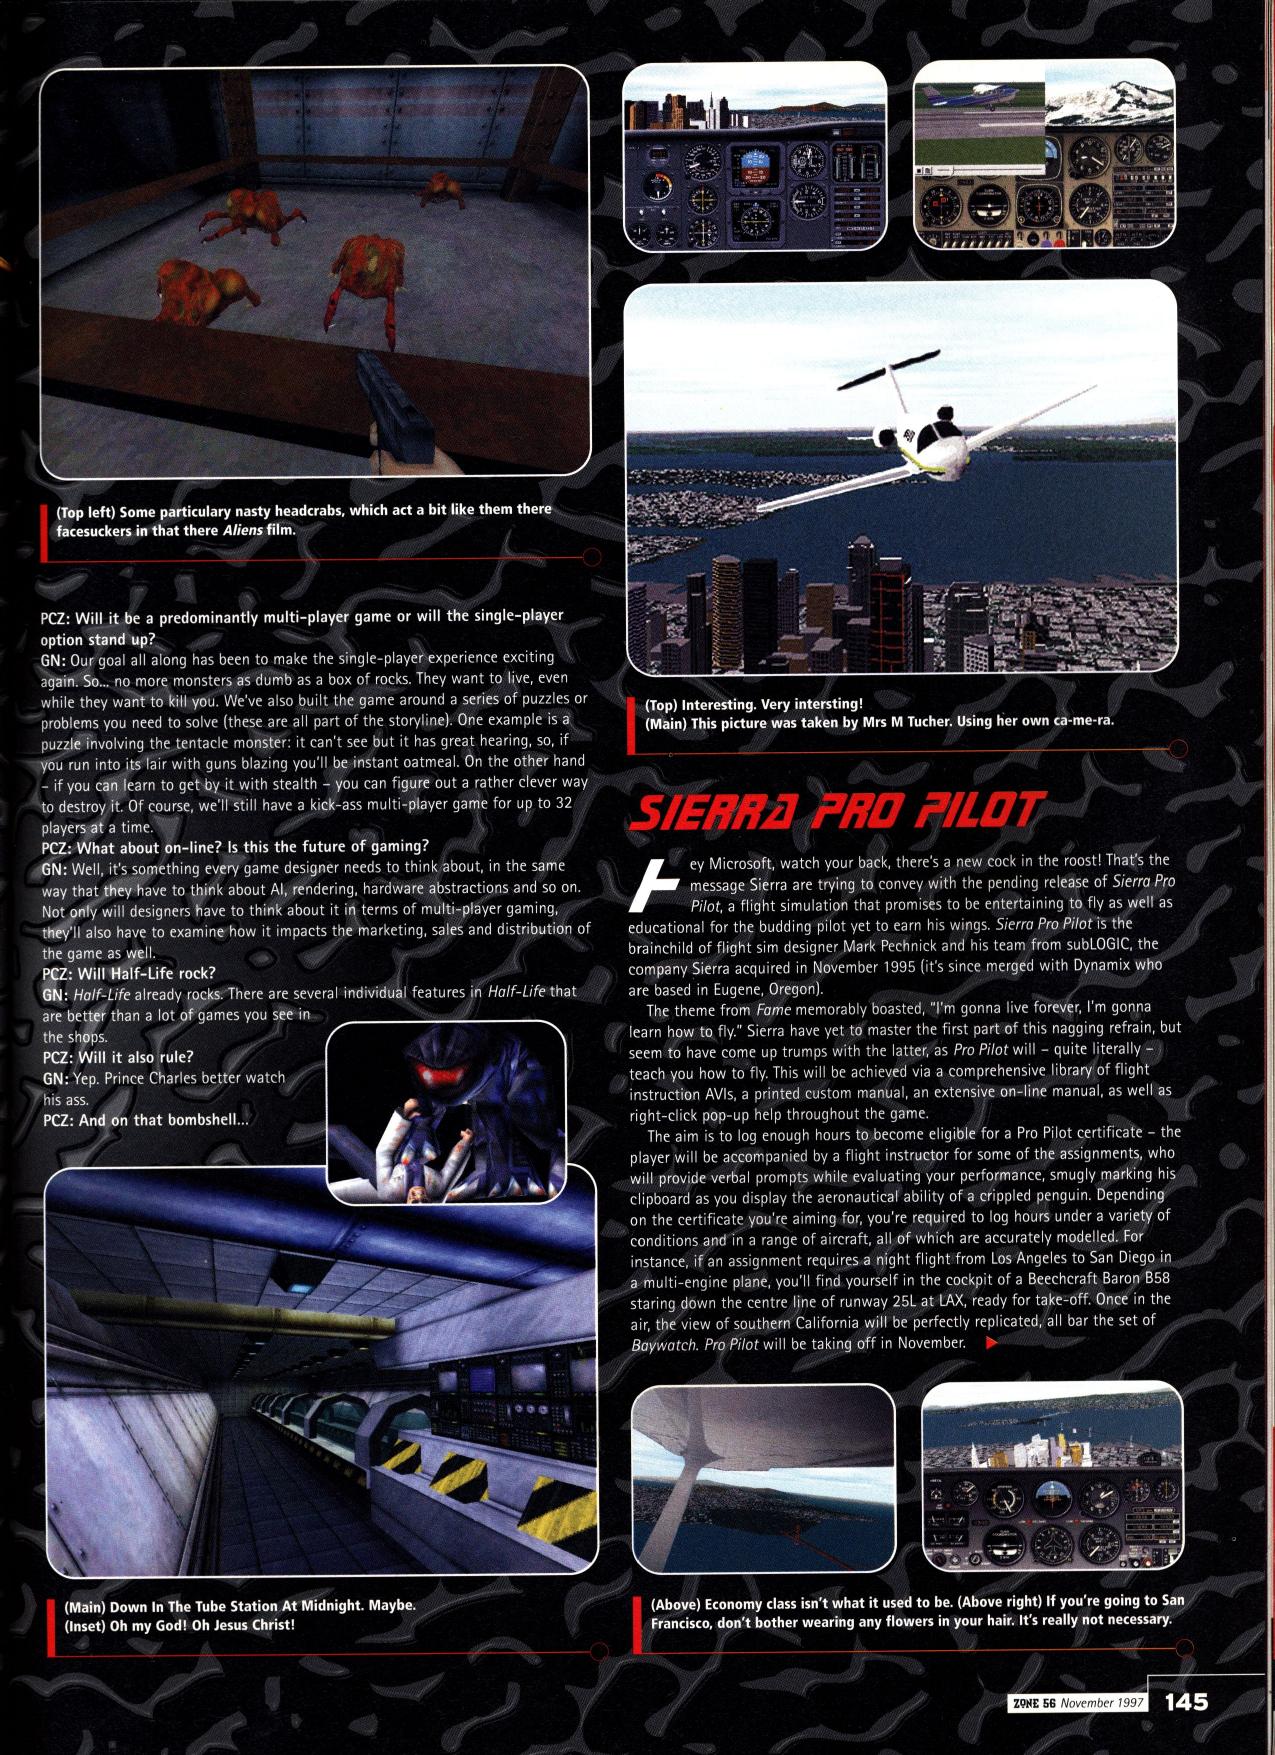 (Top left) Some particulary nasty headcrabs, which act a bit like them there
facesuckers in that there Aliens film.
PCZ: Will it be a predominantly multi-player game or will the single-player
option stand up?
GN: Our goal all along has been to make the single-player experience exciting
again. So... no more monsters as dumb as a box of rocks. They want to live, even
while they want to kill you. We've also built the game around a series of puzzles or
problems you need to solve (these are all part of the storyline). One example is a
puzzle involving the tentacle monster: it can't see but it has great hearing, so, if
you run into its lair with guns blazing you'll be instant oatmeal. On the other hand
– if you can learn to get by it with stealth – you can figure out a rather clever way
to destroy it. Of course, we'll still have a kick-ass multi-player game for up to 32
players at a time.
PCZ: What about on-line? Is this the future of gaming?
GN: Well, it's something every game designer needs to think about, in the same
way that they have to think about AI, rendering, hardware abstractions and so on.
Not only will designers have to think about it in terms of multi-player gaming,
they'll also have to examine how it impacts the marketing, sales and distribution of
the game as well.
PCZ: Will Half-Life rock?
GN: Half-Life already rocks. There are several individual features in Half-Life that
are better than a lot of games you see in
the shops.
PCZ: Will it also rule?
GN: Yep. Prince Charles better watch
his ass.
PCZ: And on that bombshell...
(Main) Down In The Tube Station At Midnight. Maybe.
(Inset) Oh my God! Oh Jesus Christ!
(Top) Interesting. Very intersting!
(Main) This picture was taken by Mrs M Tucher. Using her own ca-me-ra.
SIERRA PRO PILOT
Hey Microsoft, watch your back, there's a new cock in the roost! That's the
message Sierra are trying to convey with the pending release of Sierra Pro
Pilot, a flight simulation that promises to be entertaining to fly as well as
educational for the budding pilot yet to earn his wings. Sierra Pro Pilot is the
brainchild of flight sim designer Mark Pechnick and his team from subLOGIC, the
company Sierra acquired in November 1995 (it's since merged with Dynamix who
are based in Eugene, Oregon).
The theme from Fame memorably boasted, "I'm gonna live forever, I'm gonna
learn how to fly." Sierra have yet to master the first part of this nagging refrain, but
seem to have come up trumps with the latter, as Pro Pilot will – quite literally –
teach you how to fly. This will be achieved via a comprehensive library of flight
instruction AVIs, a printed custom manual, an extensive on-line manual, as well as
right-click pop-up help throughout the game.
The aim is to log enough hours to become eligible for a Pro Pilot certificate – the
player will be accompanied by a flight instructor for some of the assignments, who
will provide verbal prompts while evaluating your performance, smugly marking his
clipboard as you display the aeronautical ability of a crippled penguin. Depending
on the certificate you're aiming for, you're required to log hours under a variety of
conditions and in a range of aircraft, all of which are accurately modelled. For
instance, if an assignment requires a night flight from Los Angeles to San Diego in
a multi-engine plane, you'll find yourself in the cockpit of a Beechcraft Baron B58
staring down the centre line of runway 25L at LAX, ready for take-off. Once in the
air, the view of southern California will be perfectly replicated, all bar the set of
Baywatch. Pro Pilot will be taking off in November.
(Above) Economy class isn't what it used to be. (Above right) If you're going to San
Francisco, don't bother wearing any flowers in your hair. It's really not necessary.
ZONE 56 November 1997 145